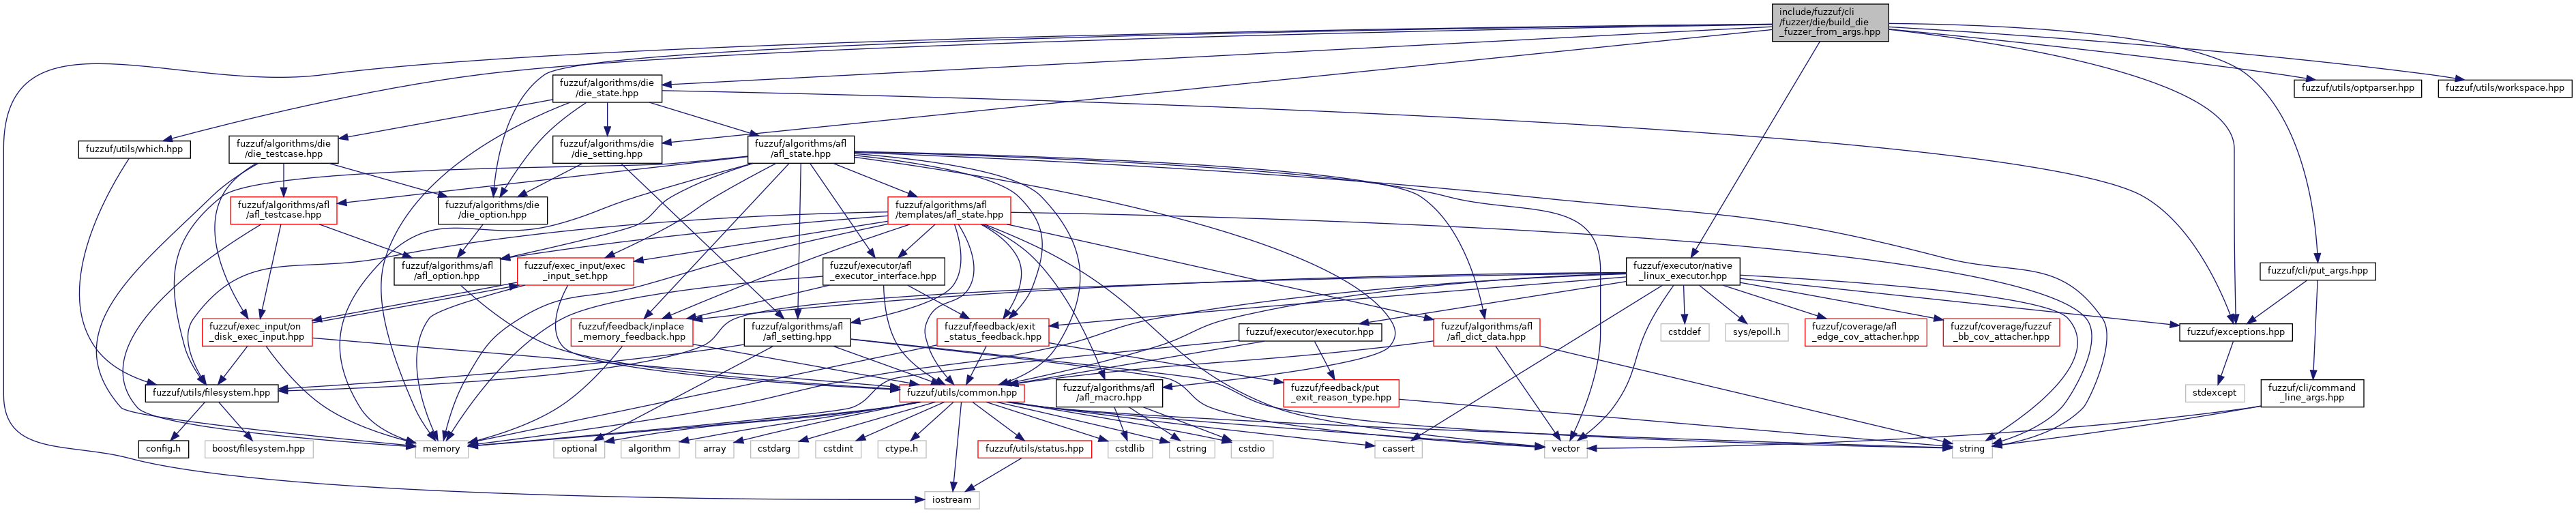 include/fuzzuf/cli
/fuzzer/die/build_die
_fuzzer_from_args.hpp
fuzzuf/algorithms/die
/die_state.hpp
fuzzuf/utils/optparser.hpp
fuzzuf/utils/workspace.hpp
fuzzuf/utils/which.hpp
fuzzuf/algorithms/die
/die_testcase.hpp
fuzzuf/algorithms/die
/die_setting.hpp
fuzzuf/algorithms/afl
/afl_state.hpp
fuzzuf/algorithms/afl
/afl_testcase.hpp
fuzzuf/algorithms/die
/die_option.hpp
fuzzuf/algorithms/afl
/templates/afl_state.hpp
fuzzuf/algorithms/afl
/afl_option.hpp
fuzzuf/exec_input/exec
_input_set.hpp
fuzzuf/executor/afl
_executor_interface.hpp
fuzzuf/executor/native
_linux_executor.hpp
fuzzuf/cli/put_args.hpp
fuzzuf/exec_input/on
_disk_exec_input.hpp
fuzzuf/feedback/inplace
_memory_feedback.hpp
fuzzuf/algorithms/afl
/afl_setting.hpp
fuzzuf/feedback/exit
_status_feedback.hpp
fuzzuf/executor/executor.hpp
fuzzuf/algorithms/afl
/afl_dict_data.hpp
cstddef
sys/epoll.h
fuzzuf/coverage/afl
_edge_cov_attacher.hpp
fuzzuf/coverage/fuzzuf
_bb_cov_attacher.hpp
fuzzuf/exceptions.hpp
fuzzuf/utils/filesystem.hpp
fuzzuf/utils/common.hpp
fuzzuf/algorithms/afl
/afl_macro.hpp
fuzzuf/feedback/put
_exit_reason_type.hpp
stdexcept
fuzzuf/cli/command
_line_args.hpp
config.h
boost/filesystem.hpp
memory
optional
algorithm
array
cstdarg
cstdint
ctype.h
fuzzuf/utils/status.hpp
cstdlib
cstring
cstdio
cassert
vector
string
iostream